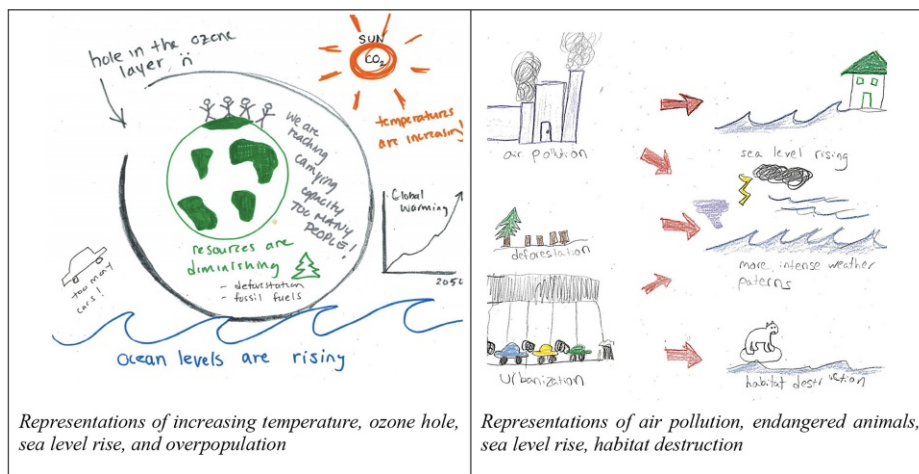 hole in the ozone
layer, ॓
SUN
CO2
temperatures
are increasing!
we are
reaching
carrying
capacity
TOO MANY
PEOPLE!
Global
warming
2050
resources are
diminishing
- deforestation
- fossil fuels
too many
cars!
ocean levels are rising
Representations of increasing temperature, ozone hole,
sea level rise, and overpopulation
air pollution
sea level rising
deforestation
more intense weather
paterns
urbanization
habitat destruction
Representations of air pollution, endangered animals,
sea level rise, habitat destruction